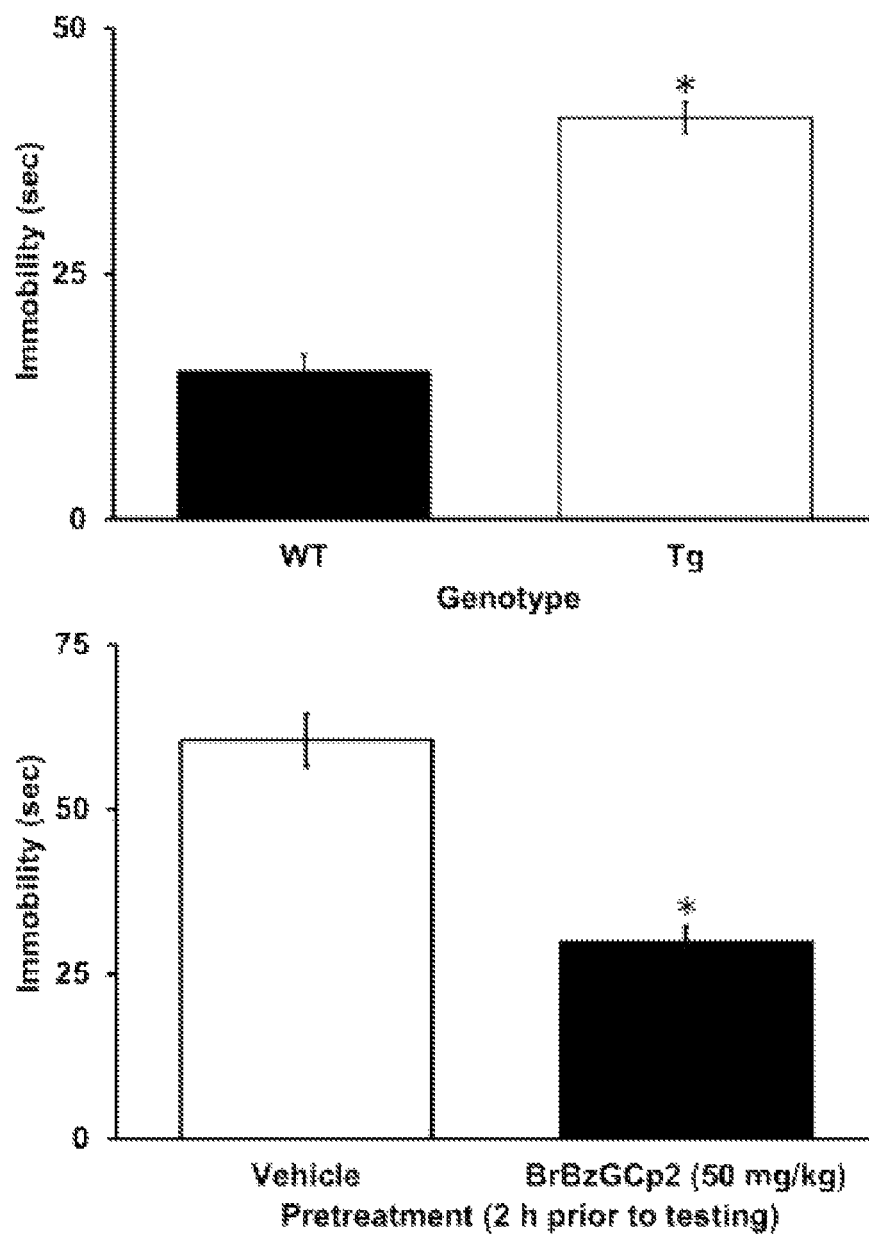 50
*
Immobility (sec)
25
0
WT Tg
Genotype
75
Immobility (sec)
50
*
25
0
Vehicle BrBzGCp2 (50 mg/kg)
Pretreatment (2 h prior to testing)